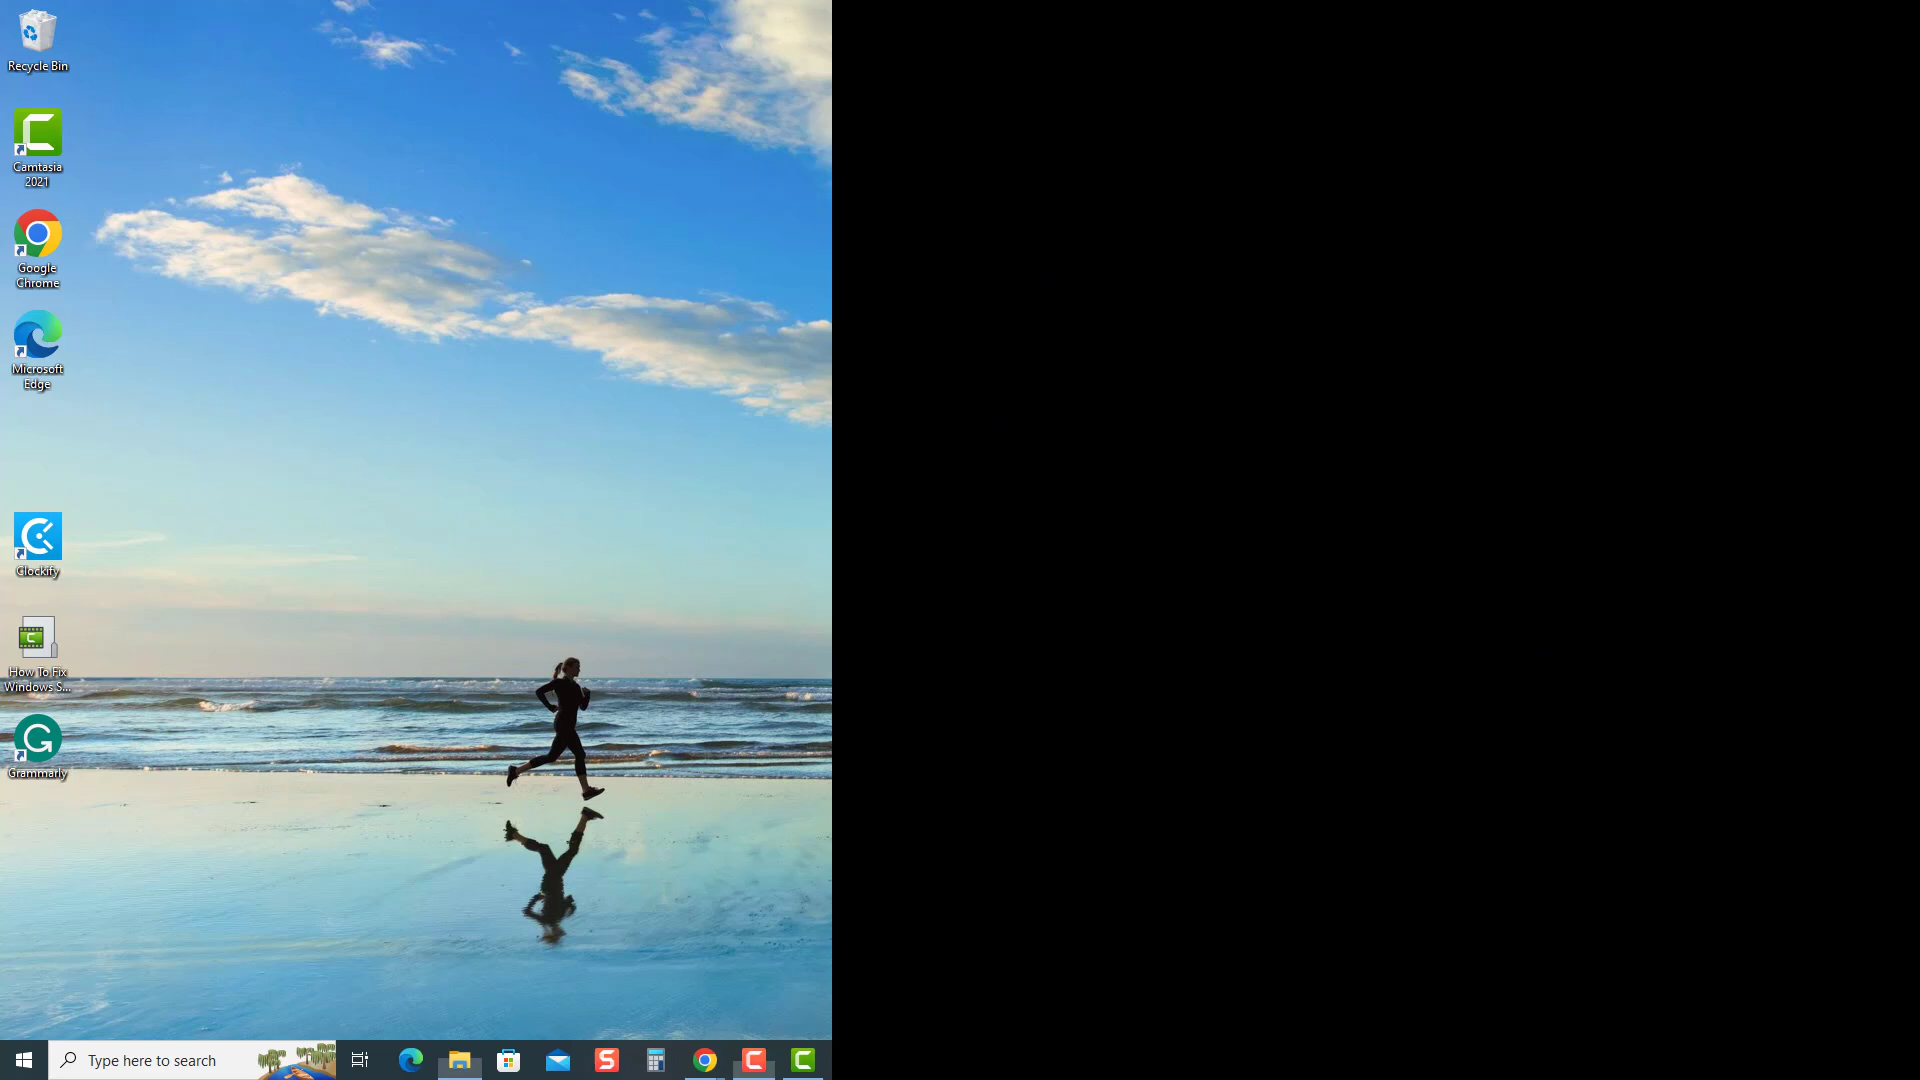 Recycle Bin
Camtasia
2021
Google
Chrome
Microsoft
Edge
Clockify
How To Fix
Windows S...
Grammarly
Type here to search